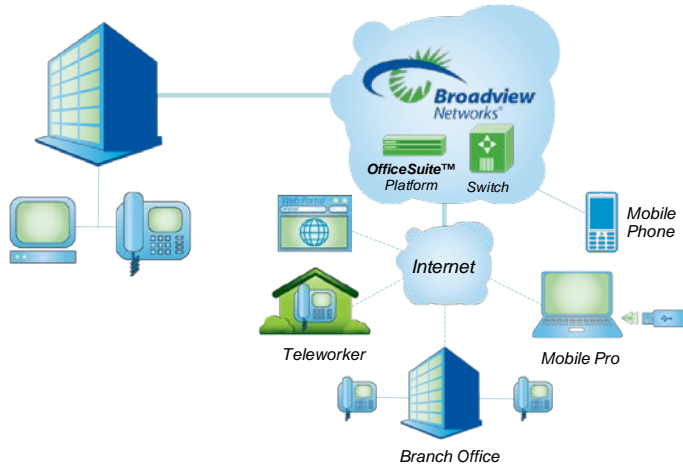 Broadview
Networks®
OfficeSuite™
Platform
Switch
Web Portal
Mobile
Phone
Internet
Teleworker
Mobile Pro
Branch Office